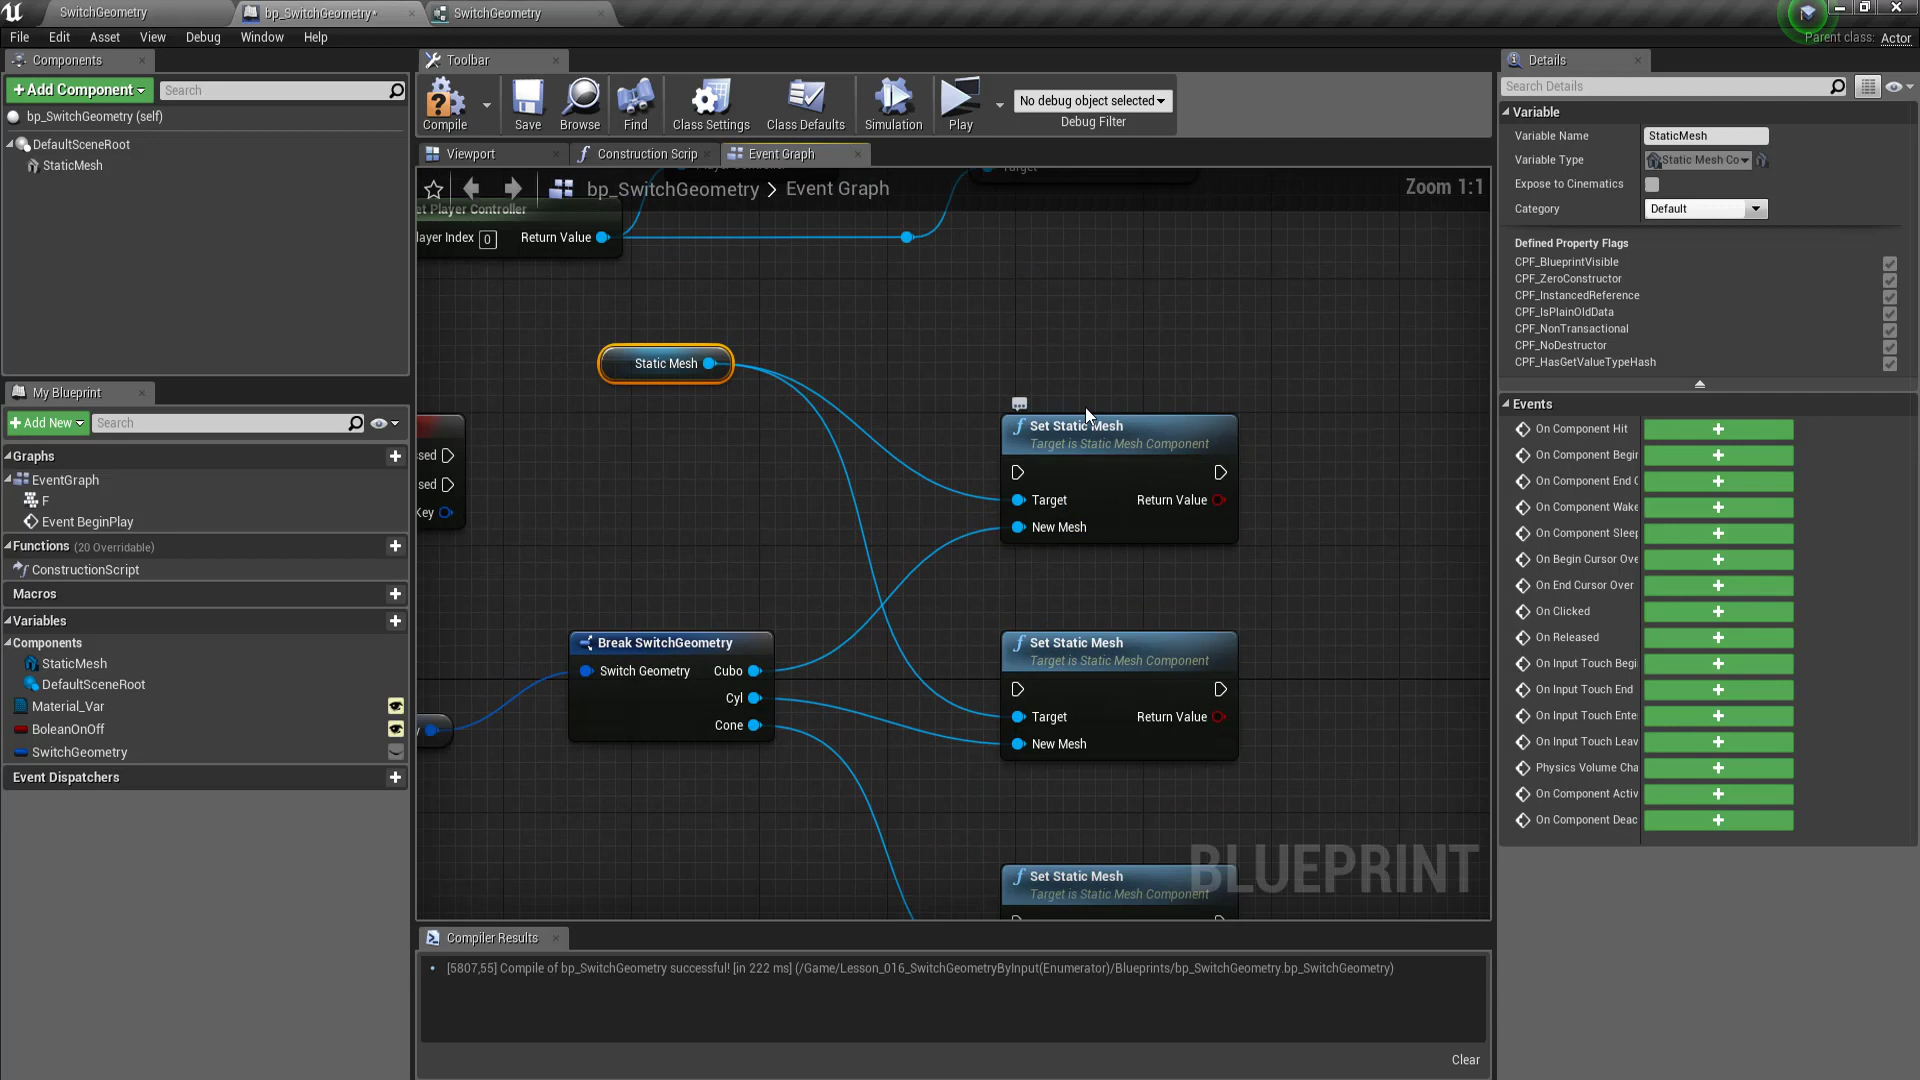 SwitchGeometry
bp_SwitchGeometry*
SwitchGeometry
File Edit Asset View Debug Window Help
Parent class: Actor
Components
+Add Component
Search
bp_SwitchGeometry (self)
DefaultSceneRoot
StaticMesh
My Blueprint
+Add New
Search
Graphs
EventGraph
F
Event BeginPlay
Functions (20 Overridable)
ConstructionScript
Macros
Variables
Components
StaticMesh
DefaultSceneRoot
Material_Var
BoleanOnOff
SwitchGeometry
Event Dispatchers
Toolbar
Compile
Save
Browse
Find
Class Settings
Class Defaults
Simulation
Play
No debug object selected
Debug Filter
Viewport
Construction Scrip
Event Graph
bp_SwitchGeometry > Event Graph
Zoom 1:1
Target
et Player Controller
layer Index 0 Return Value
Static Mesh
sed
sed
Key
Set Static Mesh
Target is Static Mesh Component
Target Return Value
New Mesh
Break SwitchGeometry
Switch Geometry Cubo
Cyl
Cone
y
Set Static Mesh
Target is Static Mesh Component
Target Return Value
New Mesh
Set Static Mesh
Target is Static Mesh Component
BLUEPRINT
Compiler Results
[5807,55] Compile of bp_SwitchGeometry successful! [in 222 ms] (/Game/Lesson_016_SwitchGeometryByInput(Enumerator)/Blueprints/bp_SwitchGeometry.bp_SwitchGeometry)
Clear
Details
Search Details
Variable
Variable Name StaticMesh
Variable Type Static Mesh Co
Expose to Cinematics
Category Default
Defined Property Flags
CPF_BlueprintVisible
CPF_ZeroConstructor
CPF_InstancedReference
CPF_IsPlainOldData
CPF_NonTransactional
CPF_NoDestructor
CPF_HasGetValueTypeHash
Events
On Component Hit
On Component Begin
On Component End
On Component Wake
On Component Sleep
On Begin Cursor Ove
On End Cursor Over
On Clicked
On Released
On Input Touch Begi
On Input Touch End
On Input Touch Ente
On Input Touch Leav
Physics Volume Cha
On Component Activ
On Component Deac